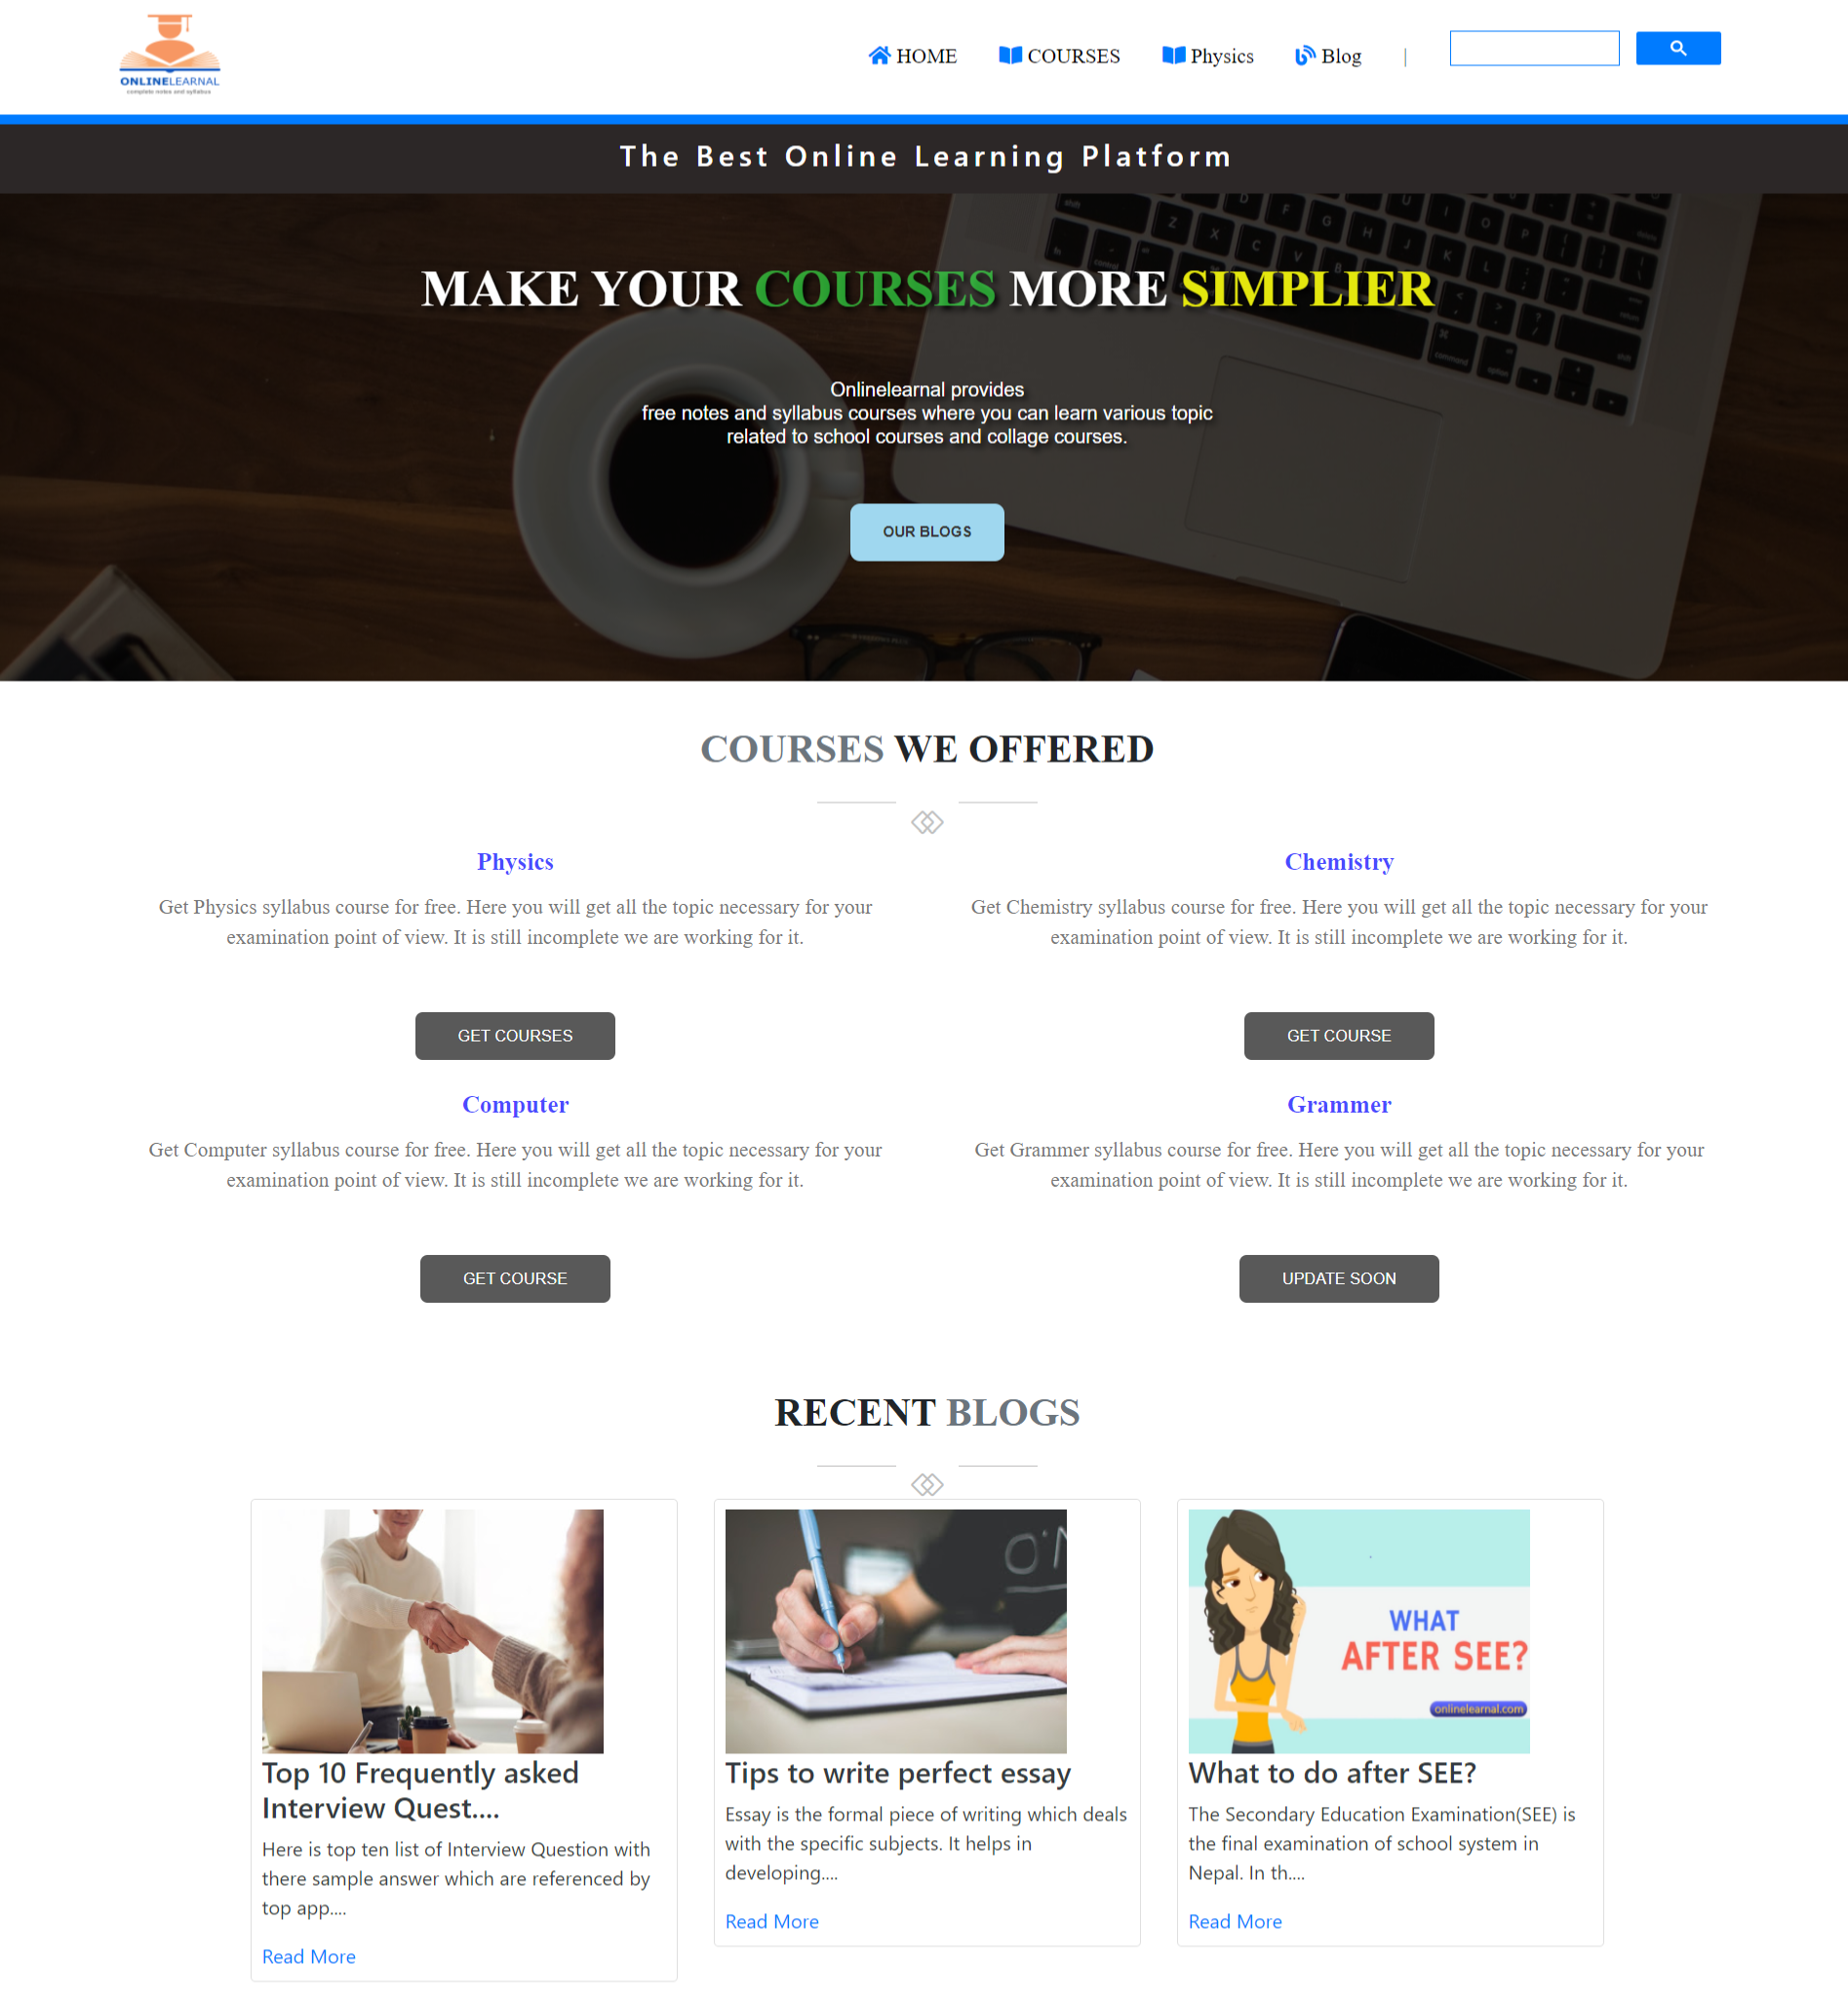 ONLINELEARNAL
complete notes and syllabus
HOME
COURSES
Physics
Blog
|
The Best Online Learning Platform
MAKE YOUR COURSES MORE SIMPLIER
Onlinelearnal provides
free notes and syllabus courses where you can learn various topic
related to school courses and collage courses.
OUR BLOGS
COURSES WE OFFERED
Physics
Get Physics syllabus course for free. Here you will get all the topic necessary for your
examination point of view. It is still incomplete we are working for it.
GET COURSES
Chemistry
Get Chemistry syllabus course for free. Here you will get all the topic necessary for your
examination point of view. It is still incomplete we are working for it.
GET COURSE
Computer
Get Computer syllabus course for free. Here you will get all the topic necessary for your
examination point of view. It is still incomplete we are working for it.
GET COURSE
Grammer
Get Grammer syllabus course for free. Here you will get all the topic necessary for your
examination point of view. It is still incomplete we are working for it.
UPDATE SOON
RECENT BLOGS
Top 10 Frequently asked
Interview Quest....
Here is top ten list of Interview Question with
there sample answer which are referenced by
top app....
Read More
Tips to write perfect essay
Essay is the formal piece of writing which deals
with the specific subjects. It helps in
developing....
Read More
WHAT
AFTER SEE?
onlinelearnal.com
What to do after SEE?
The Secondary Education Examination(SEE) is
the final examination of school system in
Nepal. In th....
Read More